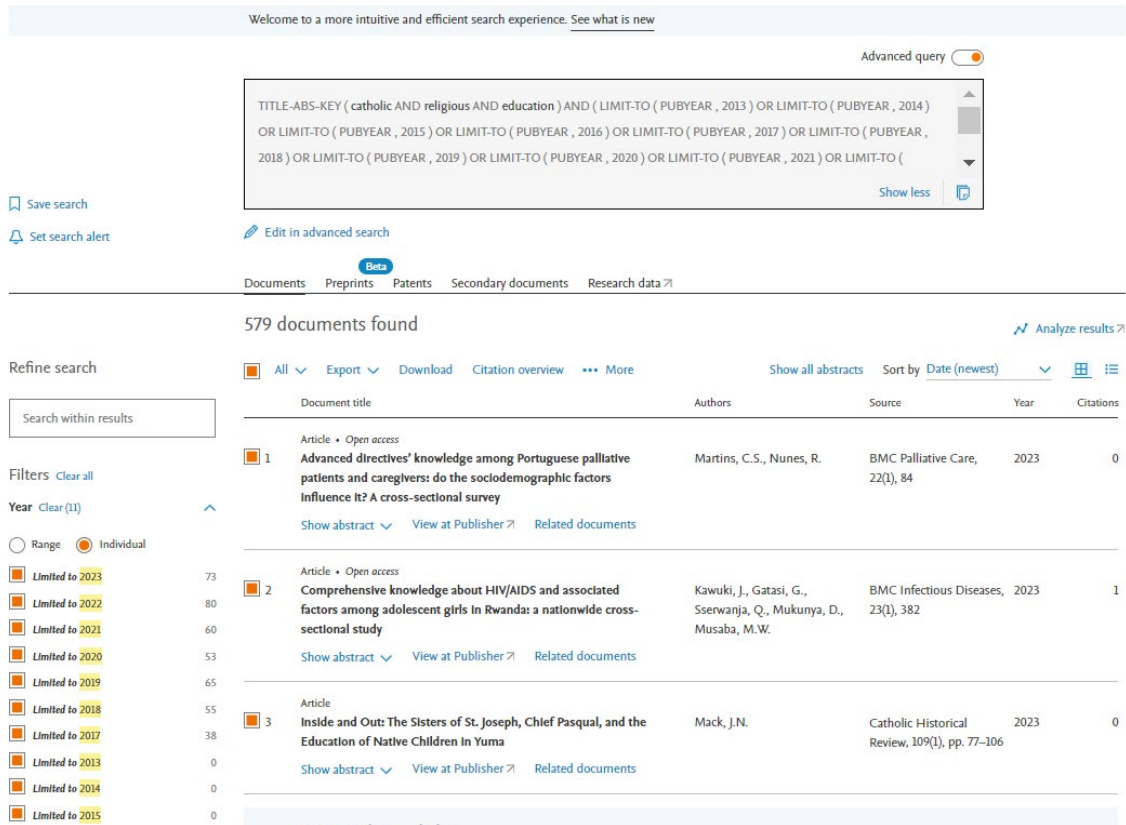 Welcome to a more intuitive and efficient search experience. See what is new
Advanced query
TITLE-ABS-KEY ( catholic AND religious AND education ) AND ( LIMIT-TO ( PUBYEAR , 2013 ) OR LIMIT-TO ( PUBYEAR , 2014 )
OR LIMIT-TO ( PUBYEAR , 2015 ) OR LIMIT-TO ( PUBYEAR , 2016 ) OR LIMIT-TO ( PUBYEAR , 2017 ) OR LIMIT-TO ( PUBYEAR ,
2018 ) OR LIMIT-TO ( PUBYEAR , 2019 ) OR LIMIT-TO ( PUBYEAR , 2020 ) OR LIMIT-TO ( PUBYEAR , 2021 ) OR LIMIT-TO (
Show less
Save search
Set search alert
Edit in advanced search
Beta
Documents Preprints Patents Secondary documents Research data
579 documents found
Analyze results
Refine search
All Export Download Citation overview ••• More Show all abstracts Sort by Date (newest)
Document title Authors Source Year Citations
Search within results
Filters Clear all
Year Clear (11)
Range Individual
Limited to 2023 73
Limited to 2022 80
Limited to 2021 60
Limited to 2020 53
Limited to 2019 65
Limited to 2018 55
Limited to 2017 38
Limited to 2013 0
Limited to 2014 0
Limited to 2015 0
Article • Open access
1 Advanced directives' knowledge among Portuguese palliative Martins, C.S., Nunes, R. BMC Palliative Care, 2023 0
patients and caregivers: do the sociodemographic factors 22(1), 84
influence it? A cross-sectional survey
Show abstract View at Publisher Related documents
Article • Open access
2 Comprehensive knowledge about HIV/AIDS and associated Kawuki, J., Gatasi, G., BMC Infectious Diseases, 2023 1
factors among adolescent girls in Rwanda: a nationwide cross- Sserwanja, Q., Mukunya, D., 23(1), 382
sectional study Musaba, M.W.
Show abstract View at Publisher Related documents
Article
3 Inside and Out: The Sisters of St. Joseph, Chief Pasqual, and the Mack, J.N. Catholic Historical 2023 0
Education of Native Children in Yuma Review, 109(1), pp. 77–106
Show abstract View at Publisher Related documents